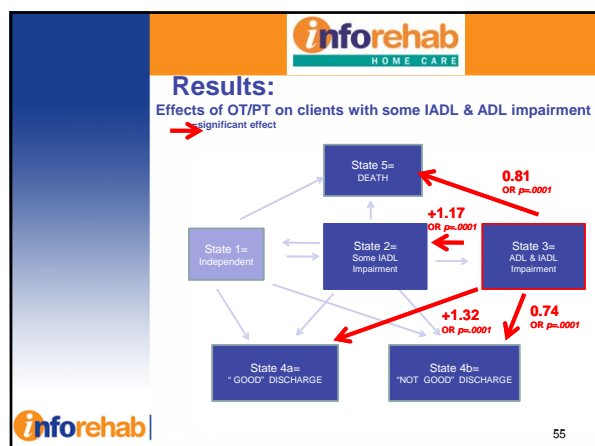 inforehab
HOME CARE
Results:
Effects of OT/PT on clients with some IADL & ADL impairment
=significant effect
State 5=
DEATH
0.81
OR p=.0001
+1.17
OR p=.0001
State 1=
Independent
State 2=
Some IADL
Impairment
State 3=
ADL & IADL
Impairment
+1.32
OR p=.0001
0.74
OR p=.0001
State 4a=
“ GOOD” DISCHARGE
State 4b=
“NOT GOOD” DISCHARGE
inforehab
55